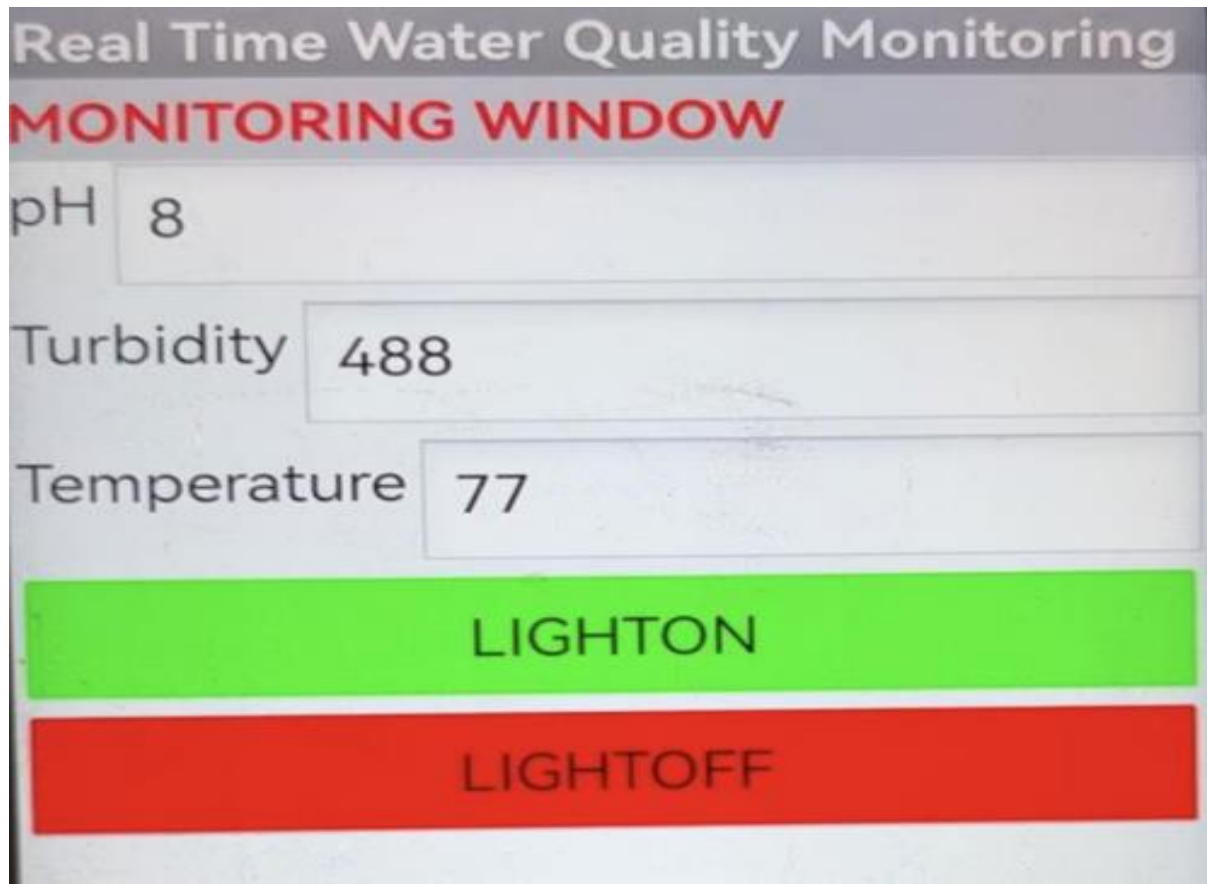 Real Time Water Quality Monitoring
MONITORING WINDOW
pH 8
Turbidity 488
Temperature 77
LIGHTON
LIGHTOFF